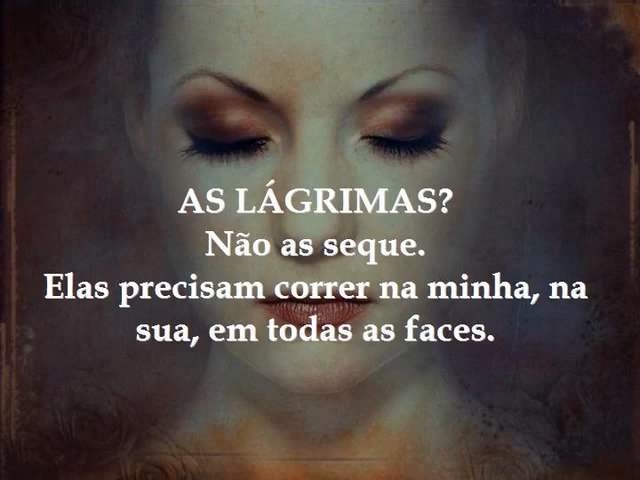 AS LÁGRIMAS?
Não as seque.
Elas precisam correr na minha, na
sua, em todas as faces.